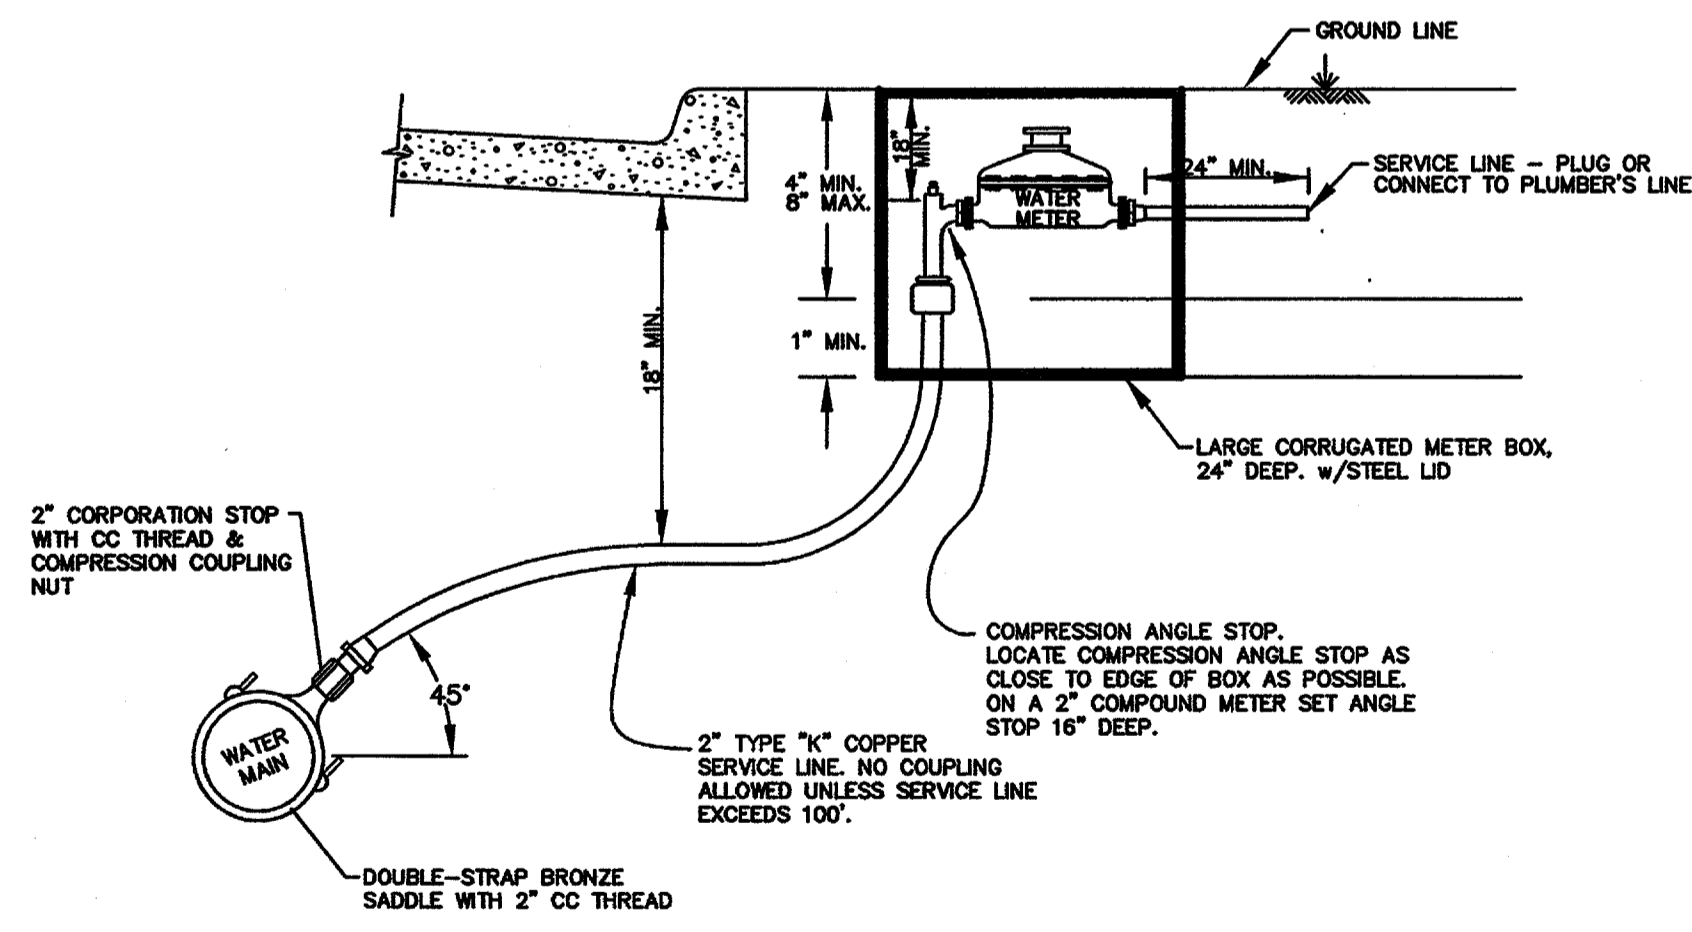 GROUND LINE
18" MIN.
24" MIN.
SERVICE LINE – PLUG OR
CONNECT TO PLUMBER'S LINE
4" MIN.
8" MAX.
WATER
METER
18" MIN.
1" MIN.
LARGE CORRUGATED METER BOX,
24" DEEP. w/STEEL LID
2" CORPORATION STOP
WITH CC THREAD &
COMPRESSION COUPLING
NUT
COMPRESSION ANGLE STOP.
LOCATE COMPRESSION ANGLE STOP AS
CLOSE TO EDGE OF BOX AS POSSIBLE.
ON A 2" COMPOUND METER SET ANGLE
STOP 16" DEEP.
45°
WATER
MAIN
2" TYPE "K" COPPER
SERVICE LINE. NO COUPLING
ALLOWED UNLESS SERVICE LINE
EXCEEDS 100'.
DOUBLE–STRAP BRONZE
SADDLE WITH 2" CC THREAD